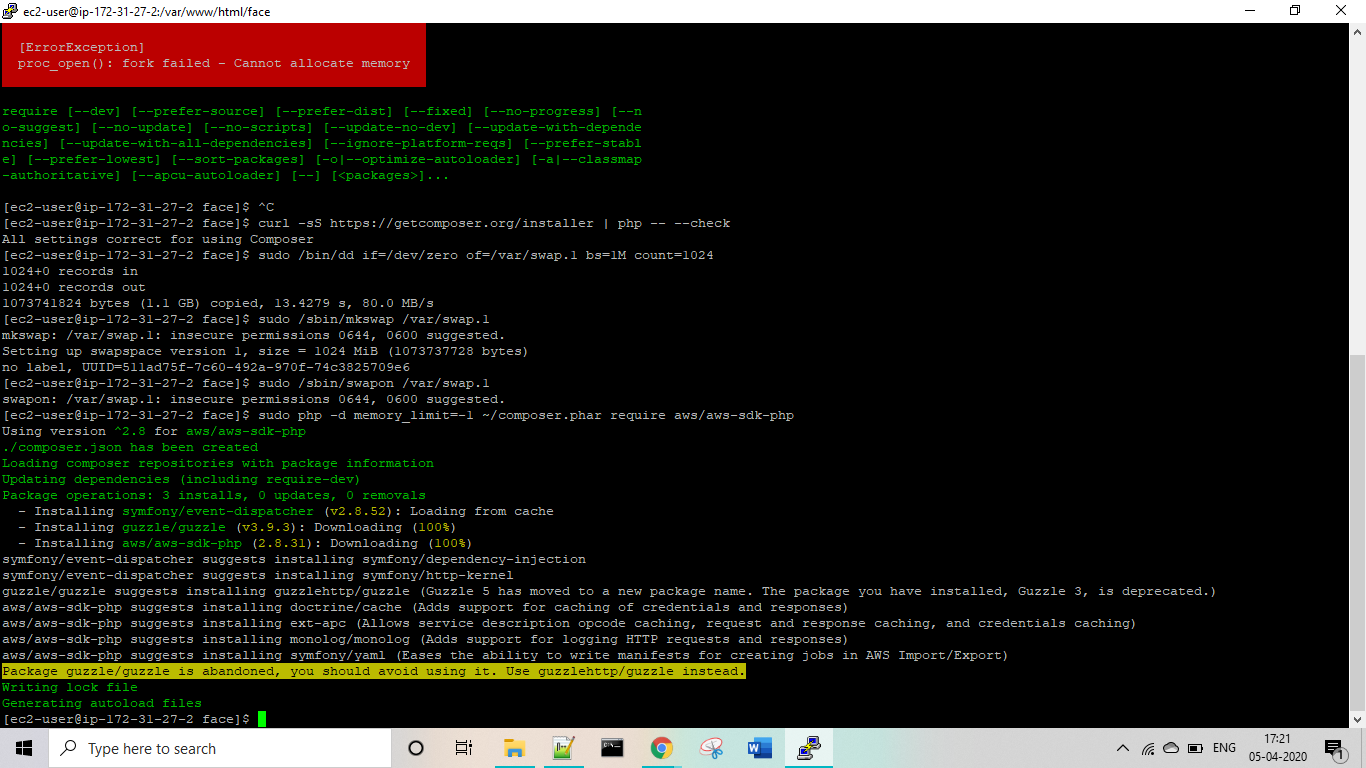 ec2-user@ip-172-31-27-2:/var/www/html/face
[ErrorException]
proc_open(): fork failed - Cannot allocate memory
require [--dev] [--prefer-source] [--prefer-dist] [--fixed] [--no-progress] [--n
o-suggest] [--no-update] [--no-scripts] [--update-no-dev] [--update-with-depende
ncies] [--update-with-all-dependencies] [--ignore-platform-reqs] [--prefer-stabl
e] [--prefer-lowest] [--sort-packages] [-o|--optimize-autoloader] [-a|--classmap
-authoritative] [--apcu-autoloader] [--] [<packages>]...
[ec2-user@ip-172-31-27-2 face]$ ^C
[ec2-user@ip-172-31-27-2 face]$ curl -sS https://getcomposer.org/installer | php -- --check
All settings correct for using Composer
[ec2-user@ip-172-31-27-2 face]$ sudo /bin/dd if=/dev/zero of=/var/swap.1 bs=1M count=1024
1024+0 records in
1024+0 records out
1073741824 bytes (1.1 GB) copied, 13.4279 s, 80.0 MB/s
[ec2-user@ip-172-31-27-2 face]$ sudo /sbin/mkswap /var/swap.1
mkswap: /var/swap.1: insecure permissions 0644, 0600 suggested.
Setting up swapspace version 1, size = 1024 MiB (1073737728 bytes)
no label, UUID=511ad75f-7c60-492a-970f-74c3825709e6
[ec2-user@ip-172-31-27-2 face]$ sudo /sbin/swapon /var/swap.1
swapon: /var/swap.1: insecure permissions 0644, 0600 suggested.
[ec2-user@ip-172-31-27-2 face]$ sudo php -d memory_limit=-1 ~/composer.phar require aws/aws-sdk-php
Using version ^2.8 for aws/aws-sdk-php
./composer.json has been created
Loading composer repositories with package information
Updating dependencies (including require-dev)
Package operations: 3 installs, 0 updates, 0 removals
- Installing symfony/event-dispatcher (v2.8.52): Loading from cache
- Installing guzzle/guzzle (v3.9.3): Downloading (100%)
- Installing aws/aws-sdk-php (2.8.31): Downloading (100%)
symfony/event-dispatcher suggests installing symfony/dependency-injection
symfony/event-dispatcher suggests installing symfony/http-kernel
guzzle/guzzle suggests installing guzzlehttp/guzzle (Guzzle 5 has moved to a new package name. The package you have installed, Guzzle 3, is deprecated.)
aws/aws-sdk-php suggests installing doctrine/cache (Adds support for caching of credentials and responses)
aws/aws-sdk-php suggests installing ext-apc (Allows service description opcode caching, request and response caching, and credentials caching)
aws/aws-sdk-php suggests installing monolog/monolog (Adds support for logging HTTP requests and responses)
aws/aws-sdk-php suggests installing symfony/yaml (Eases the ability to write manifests for creating jobs in AWS Import/Export)
Package guzzle/guzzle is abandoned, you should avoid using it. Use guzzlehttp/guzzle instead.
Writing lock file
Generating autoload files
[ec2-user@ip-172-31-27-2 face]$
Type here to search
ENG
17:21
05-04-2020
1